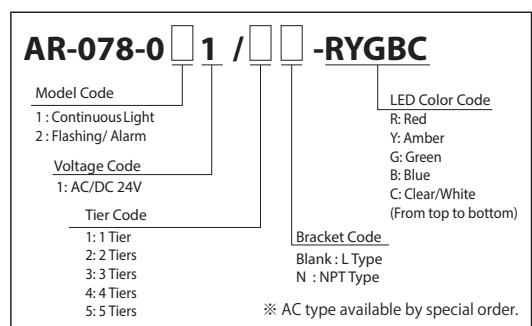 AR-078-0□1/□□-RYGBC
Model Code
1 : Continuous Light
2 : Flashing/ Alarm
Voltage Code
1: AC/DC 24V
Tier Code
1: 1 Tier
2: 2 Tiers
3: 3 Tiers
4: 4 Tiers
5: 5 Tiers
LED Color Code
R: Red
Y: Amber
G: Green
B: Blue
C: Clear/White
(From top to bottom)
Bracket Code
Blank : L Type
N : NPT Type
※ AC type available by special order.